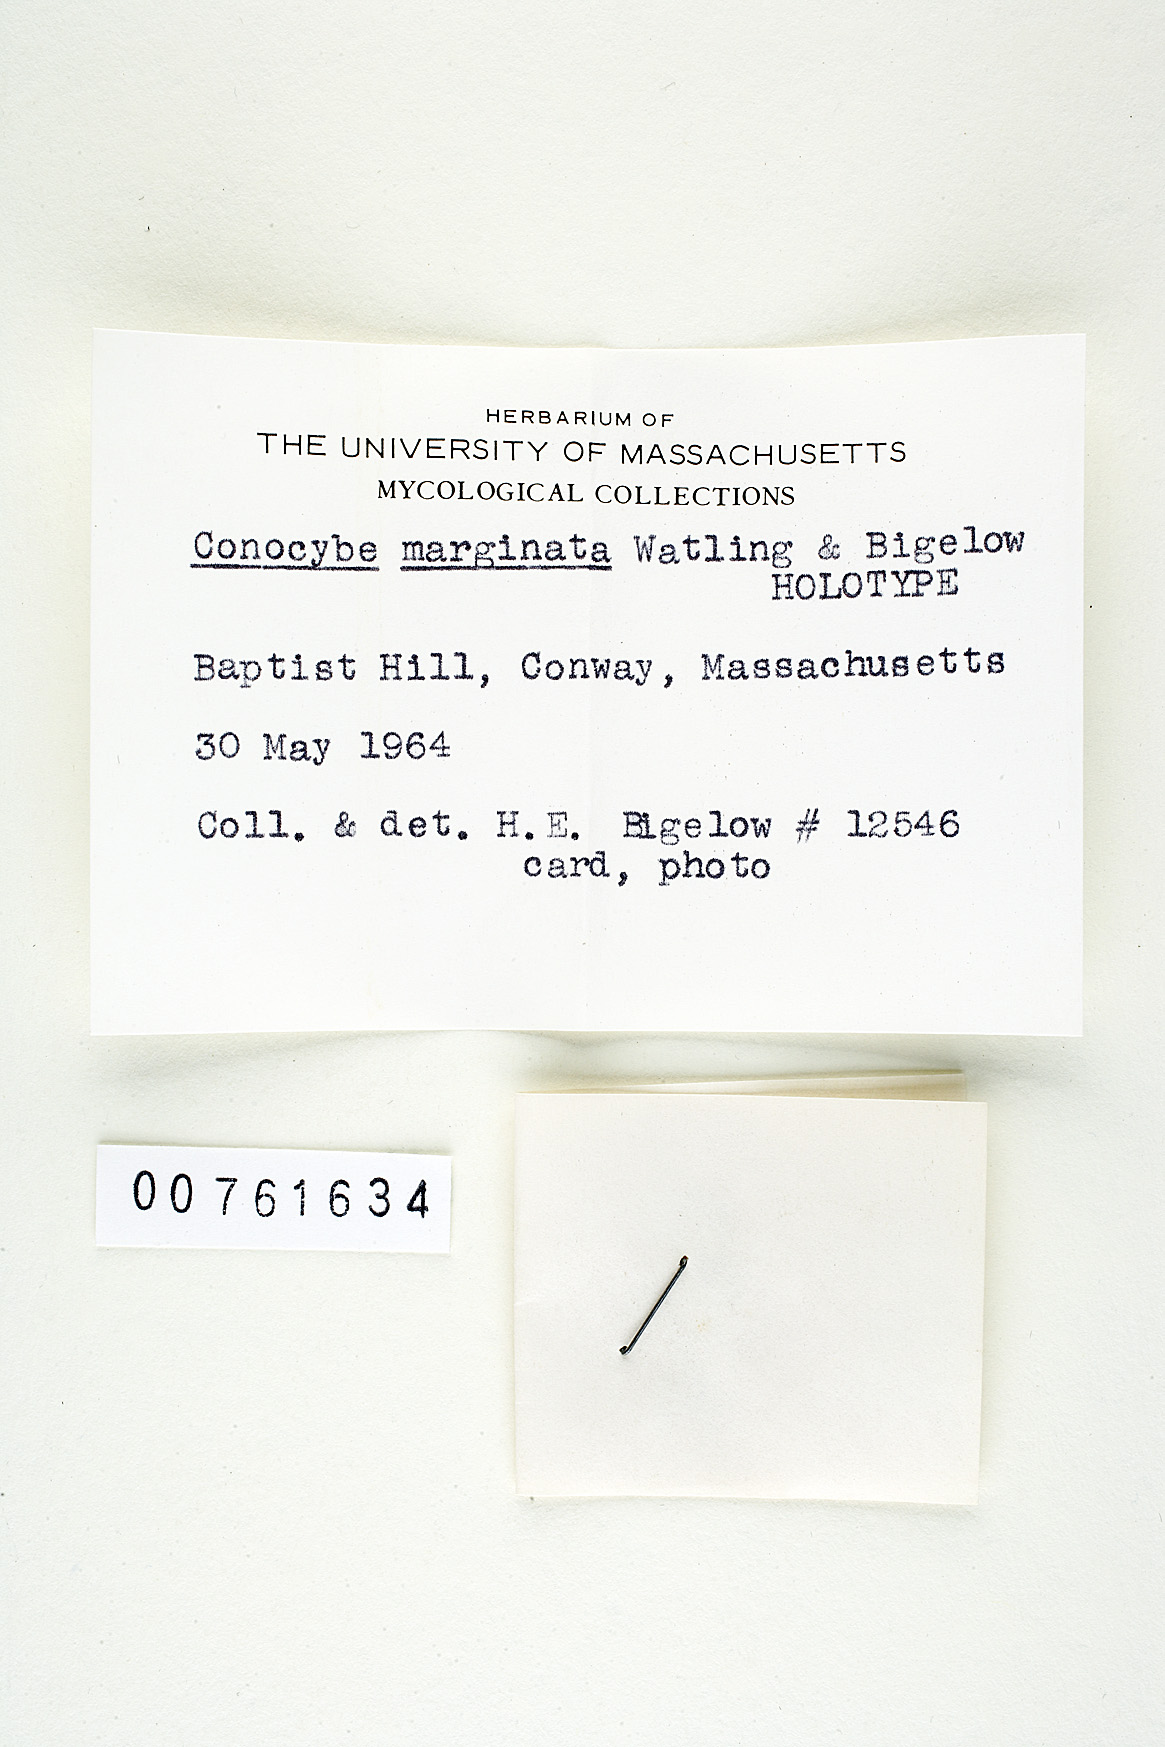 HERBARIUM OF
THE UNIVERSITY OF MASSACHUSETTS
MYCOLOGICAL COLLECTIONS
Conocybe marginata Watling & Bigelow
HOLOTYPE
Baptist Hill, Conway, Massachusetts
30 May 1964
Coll. & det. H.E. Bigelow # 12546
card, photo
00761634